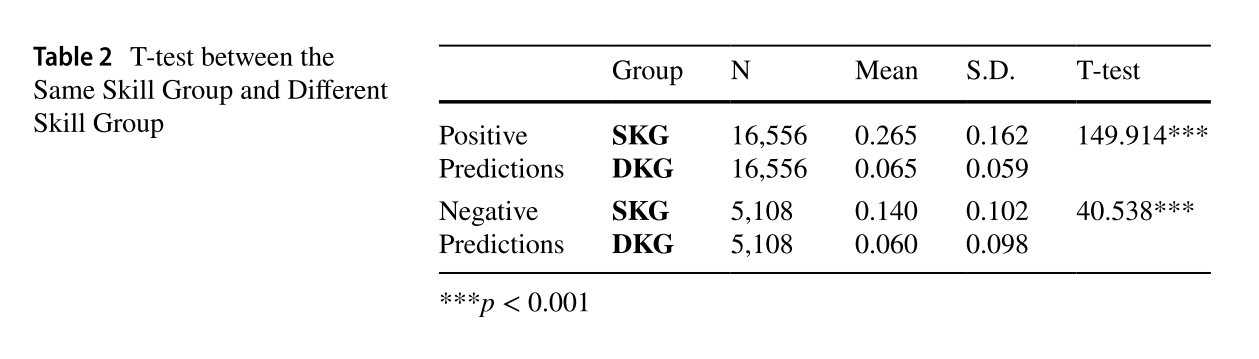 Table 2 T-test between the
Same Skill Group and Different
Skill Group
Group N Mean S.D. T-test
Positive SKG 16,556 0.265 0.162 149.914***
Predictions DKG 16,556 0.065 0.059
Negative SKG 5,108 0.140 0.102 40.538***
Predictions DKG 5,108 0.060 0.098
***p < 0.001